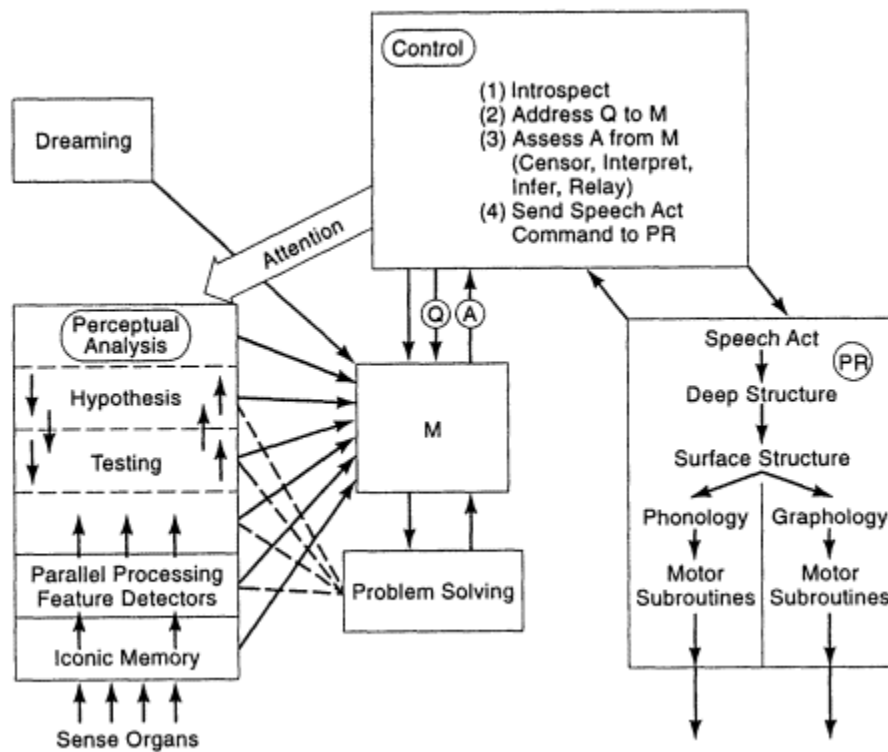 Control
(1) Introspect
(2) Address Q to M
(3) Assess A from M
(Censor, Interpret,
Infer, Relay)
(4) Send Speech Act
Command to PR
Dreaming
Attention
Q
A
Perceptual
Analysis
Hypothesis
Testing
Parallel Processing
Feature Detectors
Iconic Memory
Sense Organs
M
Problem Solving
Speech Act
PR
Deep Structure
Surface Structure
Phonology
Graphology
Motor
Subroutines
Motor
Subroutines